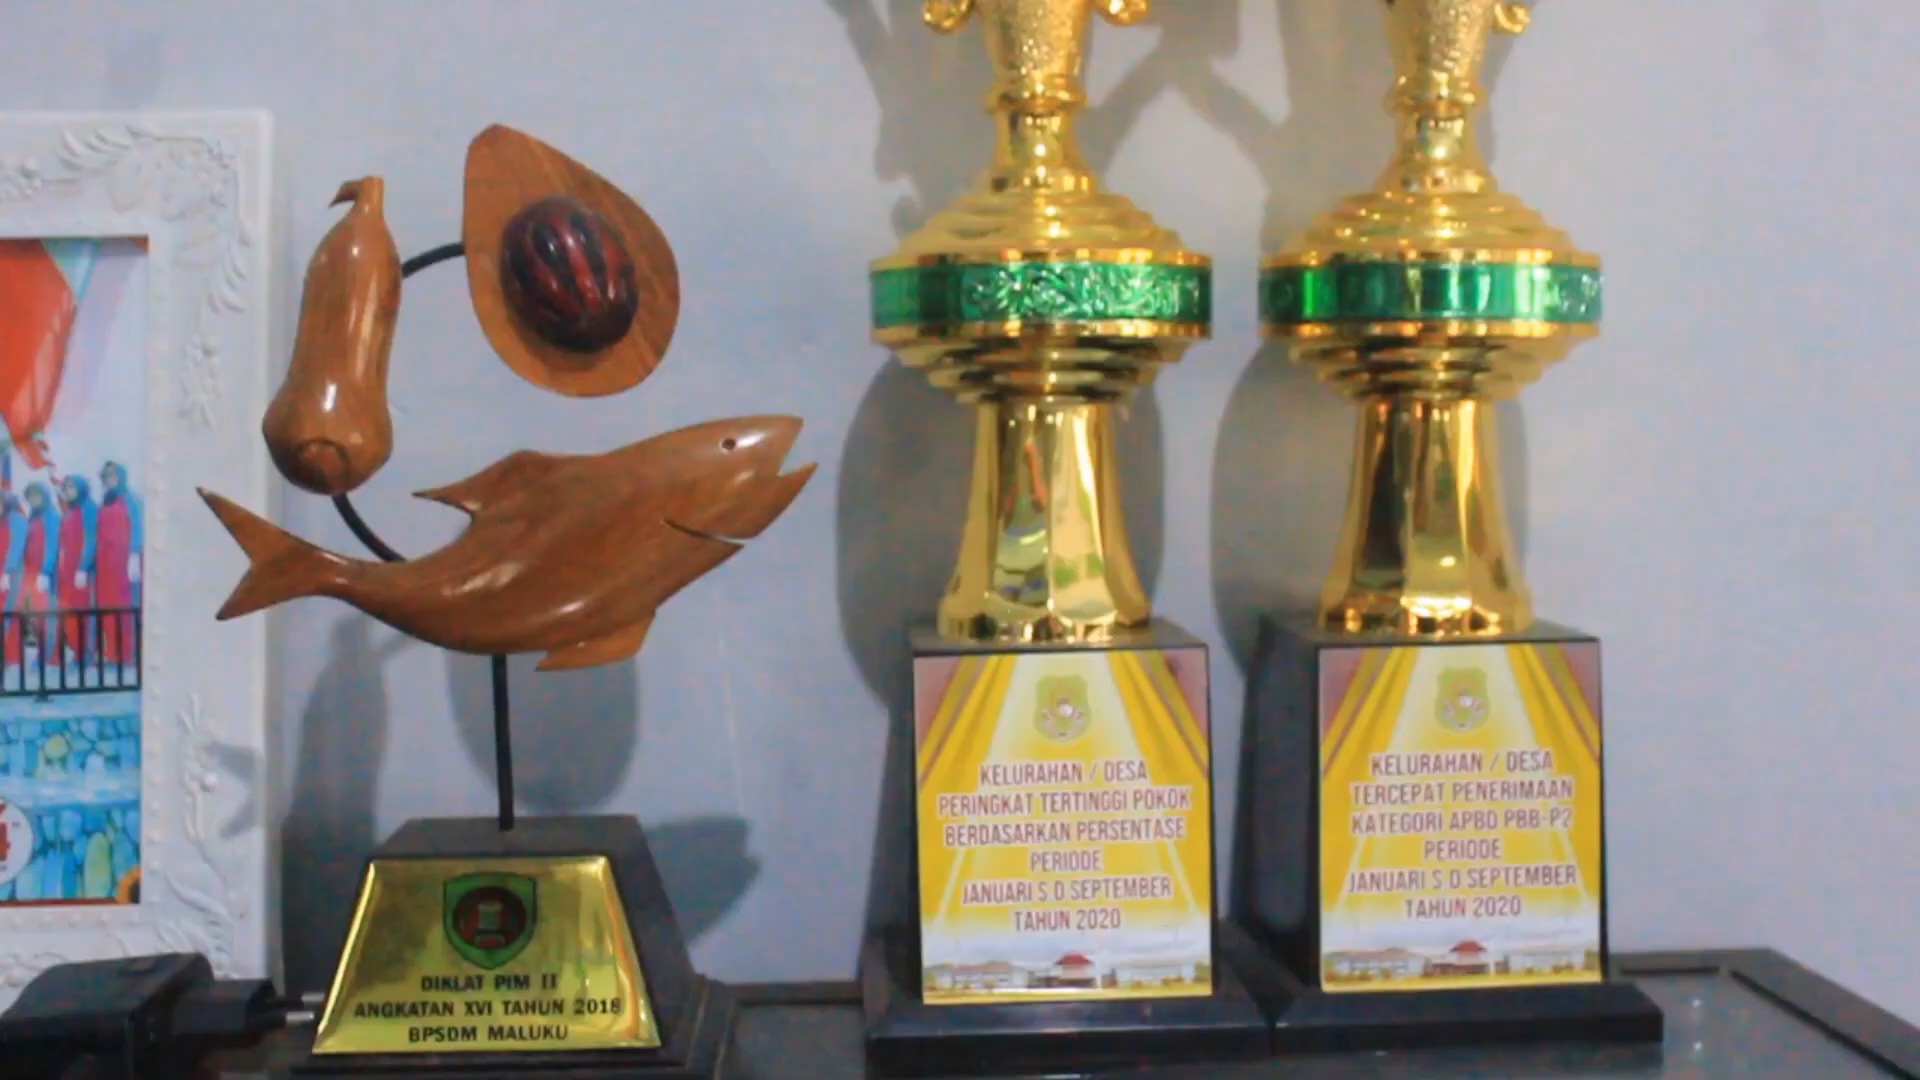 DIKLAT PIM II
ANGKATAN XVI TAHUN 2018
BPSDM MALUKU
KELURAHAN / DESA
PERINGKAT TERTINGGI POKOK
BERDASARKAN PERSENTASE
PERIODE
JANUARI S D SEPTEMBER
TAHUN 2020
KELURAHAN / DESA
TERCEPAT PENERIMAAN
KATEGORI APBD PBB-P2
PERIODE
JANUARI S D SEPTEMBER
TAHUN 2020